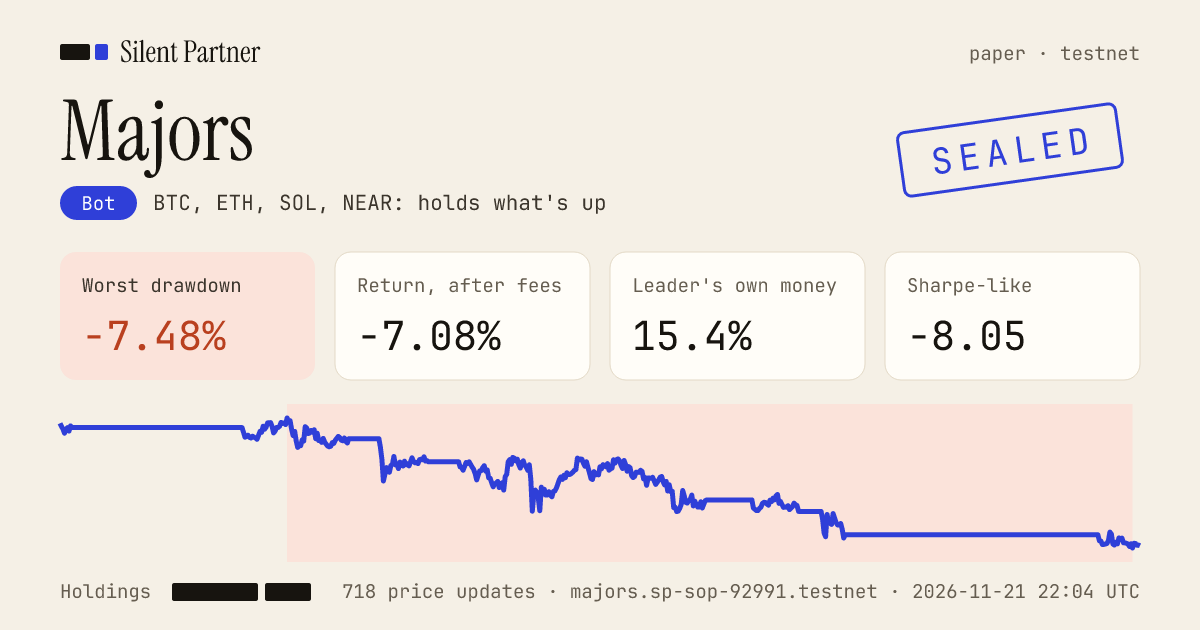 Silent Partner
paper · testnet
Majors
SEALED
Bot
BTC, ETH, SOL, NEAR: holds what's up
Worst drawdown
-7.48%
Return, after fees
-7.08%
Leader's own money
15.4%
Sharpe-like
-8.05
Holdings
718 price updates · majors.sp-sop-92991.testnet · 2026-11-21 22:04 UTC